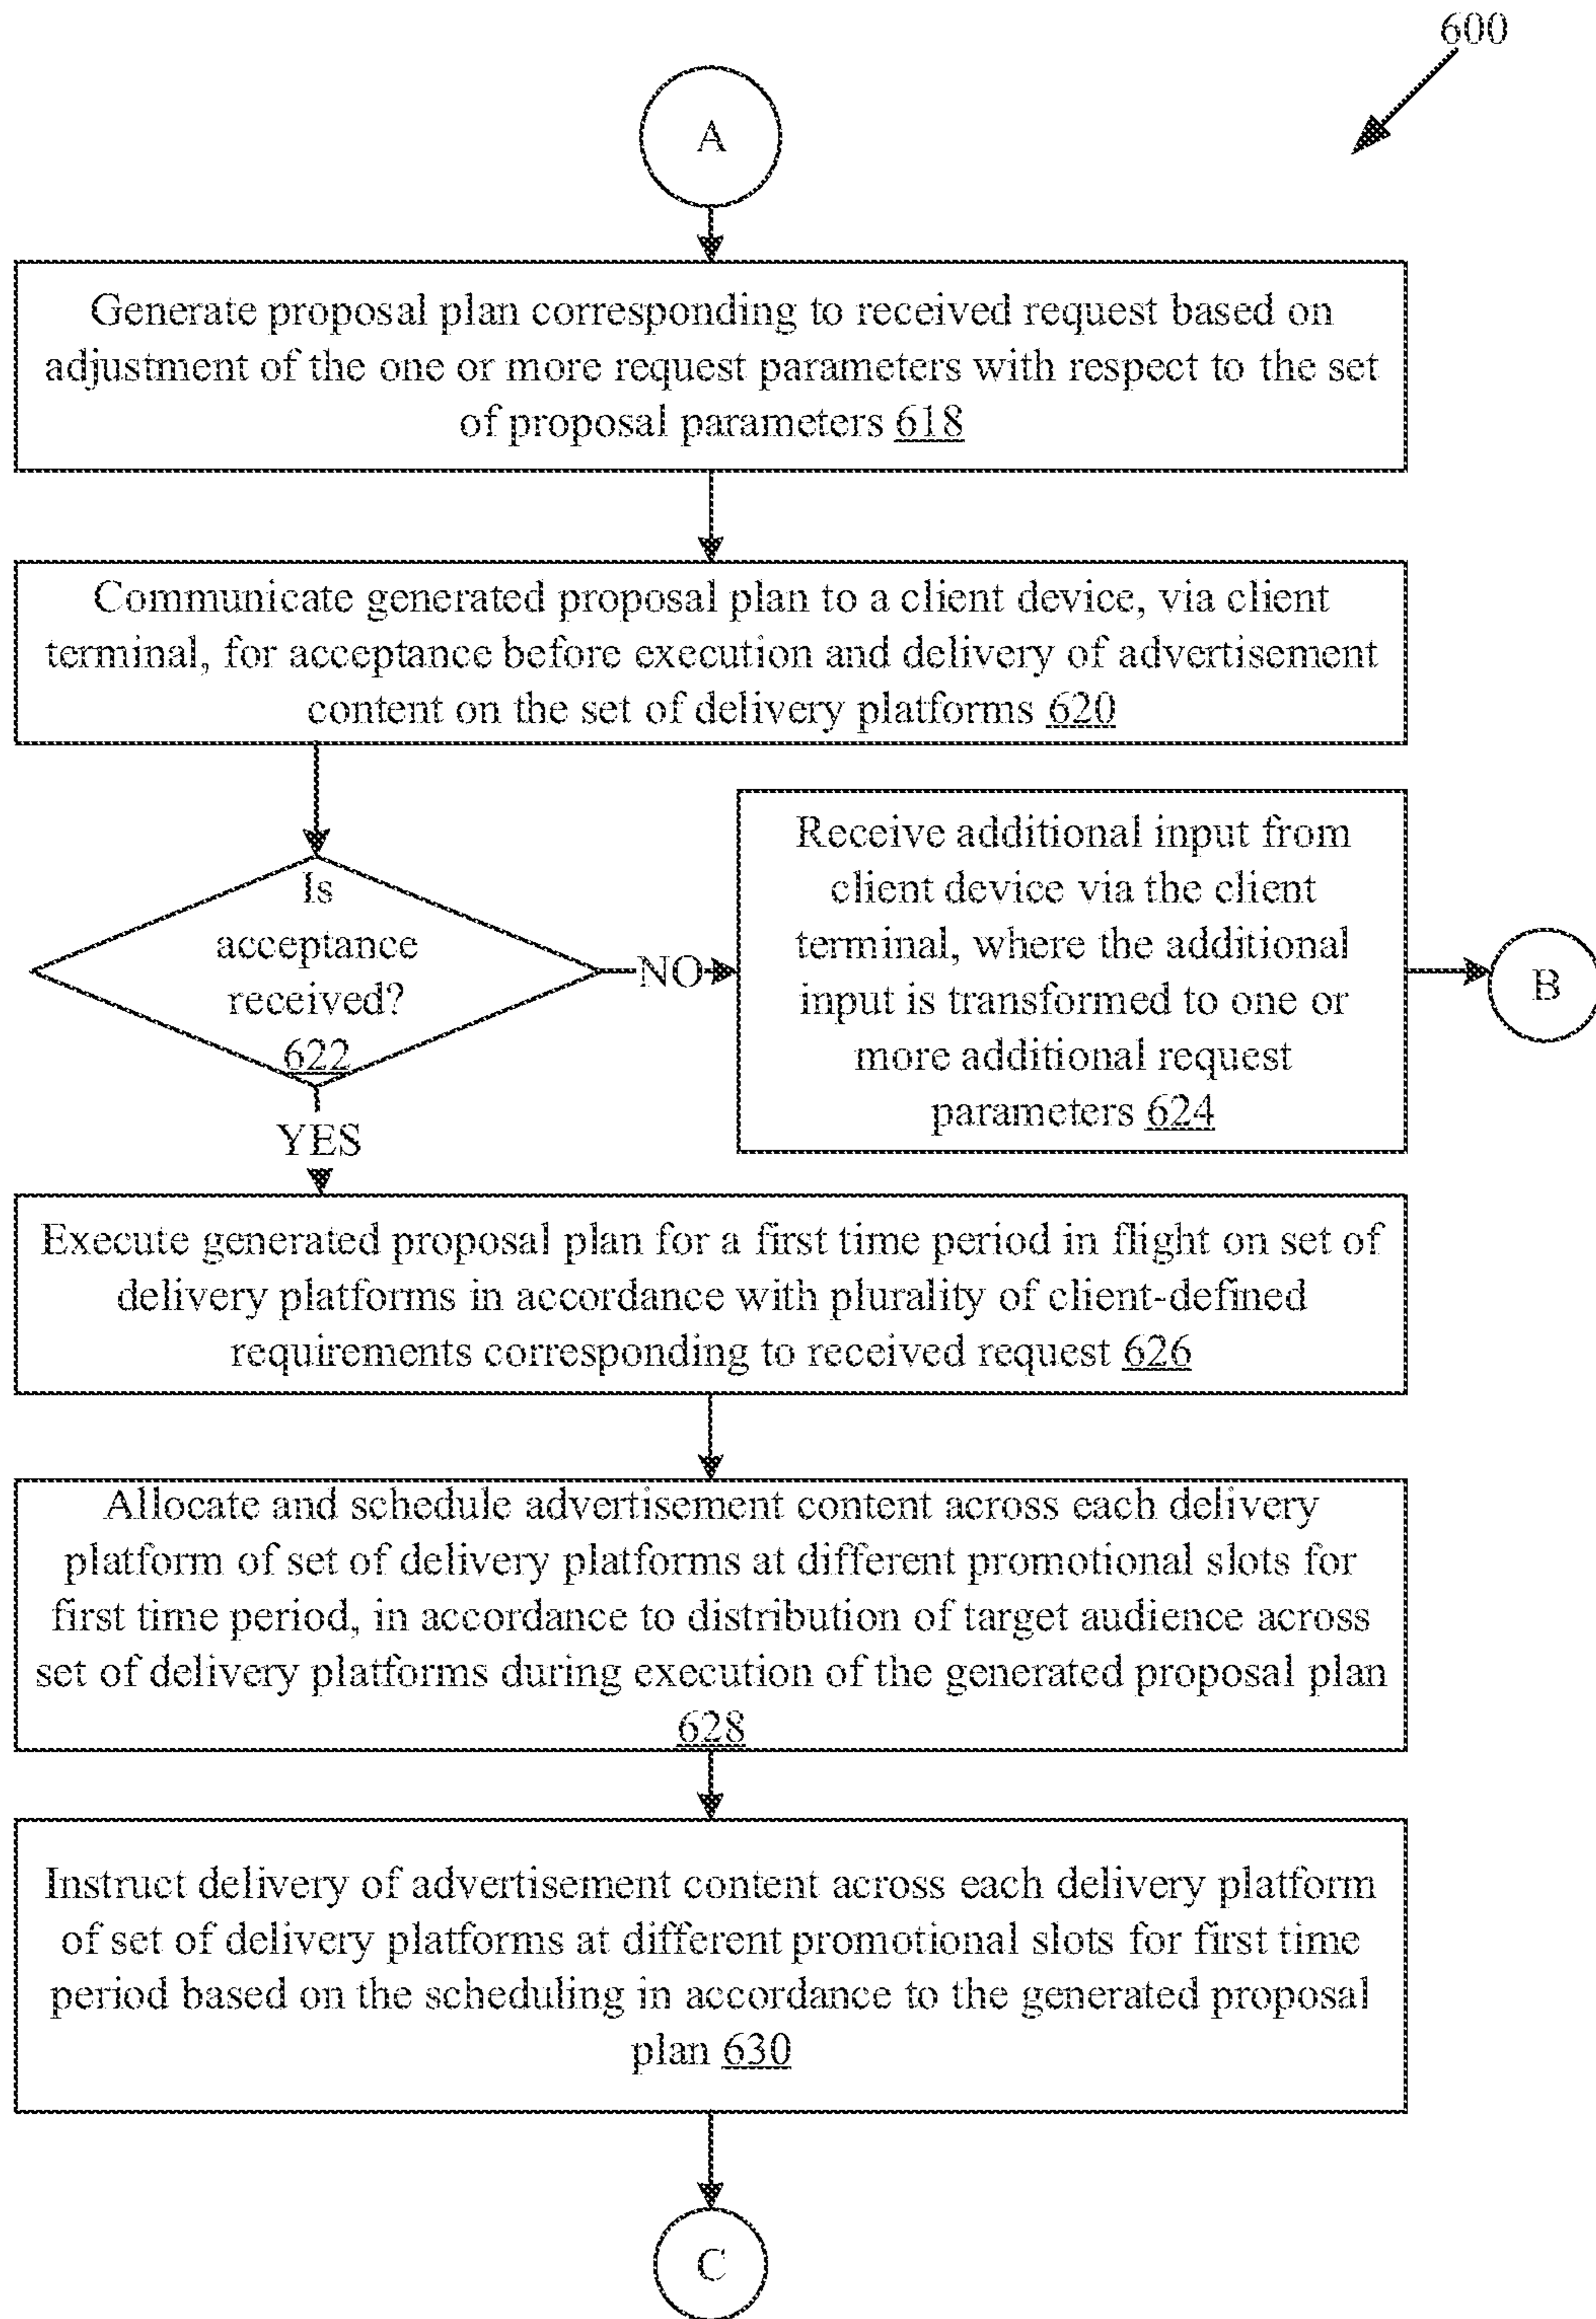 600
A
Generate proposal plan corresponding to received request based on
adjustment of the one or more request parameters with respect to the set
of proposal parameters 618
Communicate generated proposal plan to a client device, via client
terminal, for acceptance before execution and delivery of advertisement
content on the set of delivery platforms 620
Is
acceptance
received?
622
NO
Receive additional input from
client device via the client
terminal, where the additional
input is transformed to one or
more additional request
parameters 624
B
YES
Execute generated proposal plan for a first time period in flight on set of
delivery platforms in accordance with plurality of client-defined
requirements corresponding to received request 626
Allocate and schedule advertisement content across each delivery
platform of set of delivery platforms at different promotional slots for
first time period, in accordance to distribution of target audience across
set of delivery platforms during execution of the generated proposal plan
628
Instruct delivery of advertisement content across each delivery platform
of set of delivery platforms at different promotional slots for first time
period based on the scheduling in accordance to the generated proposal
plan 630
C